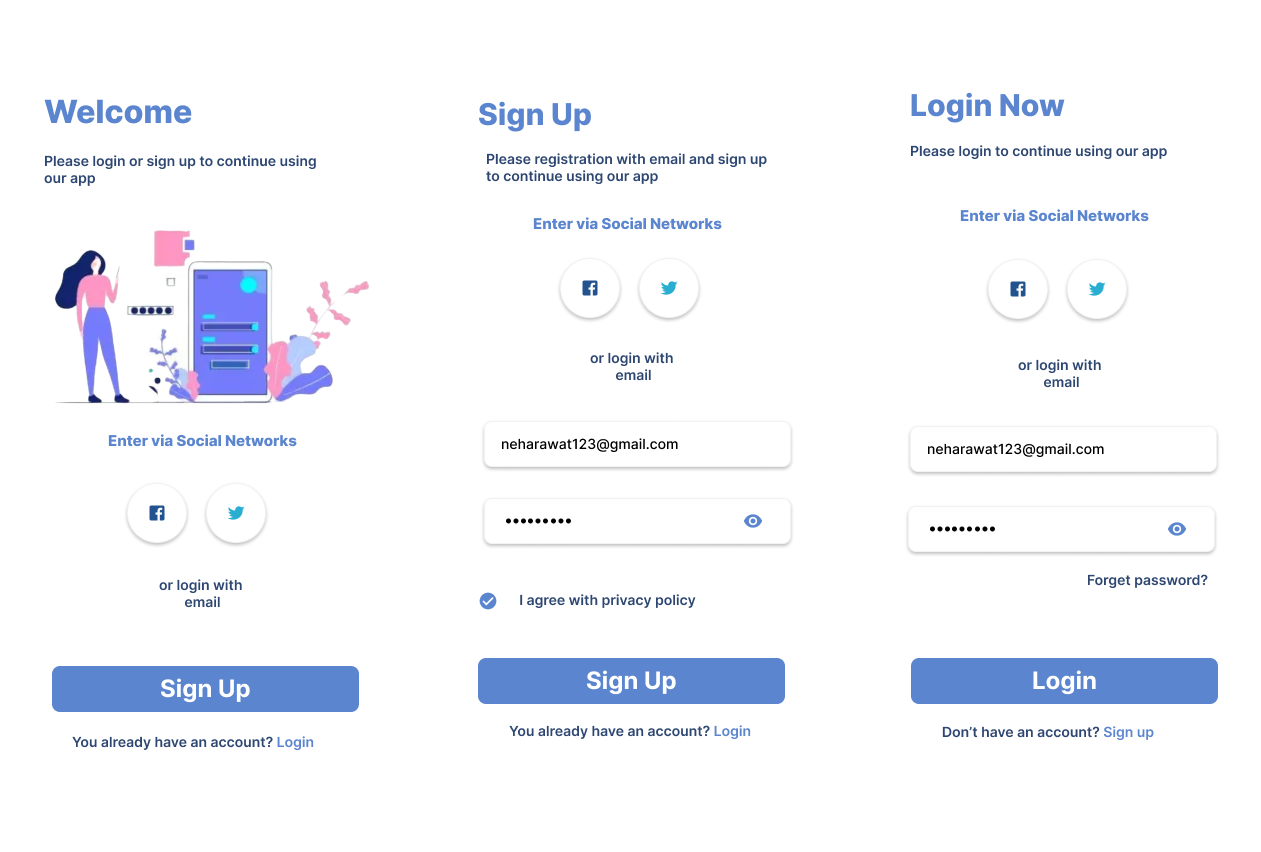 Welcome
Please login or sign up to continue using
our app
Enter via Social Networks
or login with
email
Sign Up
You already have an account? Login
Sign Up
Please registration with email and sign up
to continue using our app
Enter via Social Networks
or login with
email
neharawat123@gmail.com
•••••••••
I agree with privacy policy
Sign Up
You already have an account? Login
Login Now
Please login to continue using our app
Enter via Social Networks
or login with
email
neharawat123@gmail.com
•••••••••
Forget password?
Login
Don’t have an account? Sign up